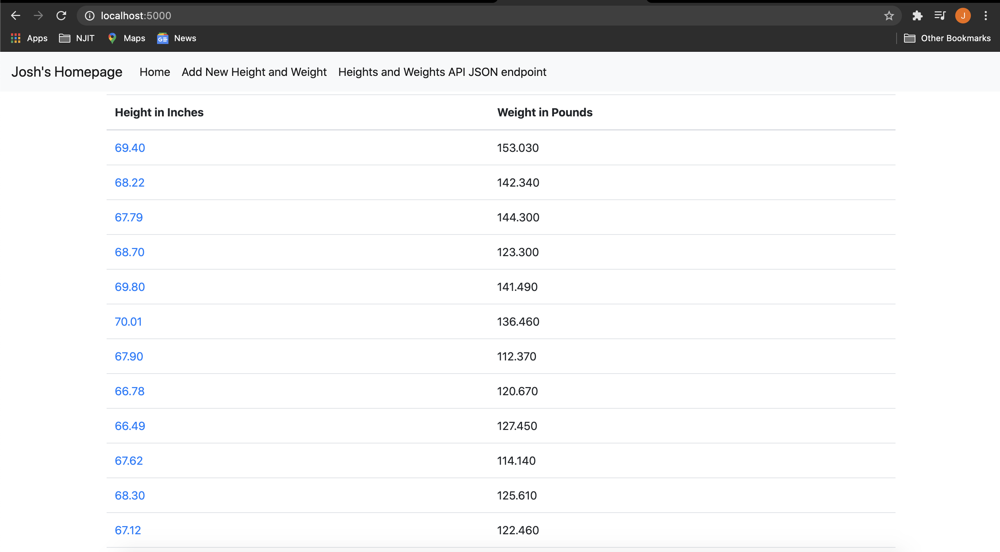 localhost:5000
J
Apps NJIT Maps GE News Other Bookmarks
Josh's Homepage Home Add New Height and Weight Heights and Weights API JSON endpoint
Height in Inches Weight in Pounds
69.40 153.030
68.22 142.340
67.79 144.300
68.70 123.300
69.80 141.490
70.01 136.460
67.90 112.370
66.78 120.670
66.49 127.450
67.62 114.140
68.30 125.610
67.12 122.460